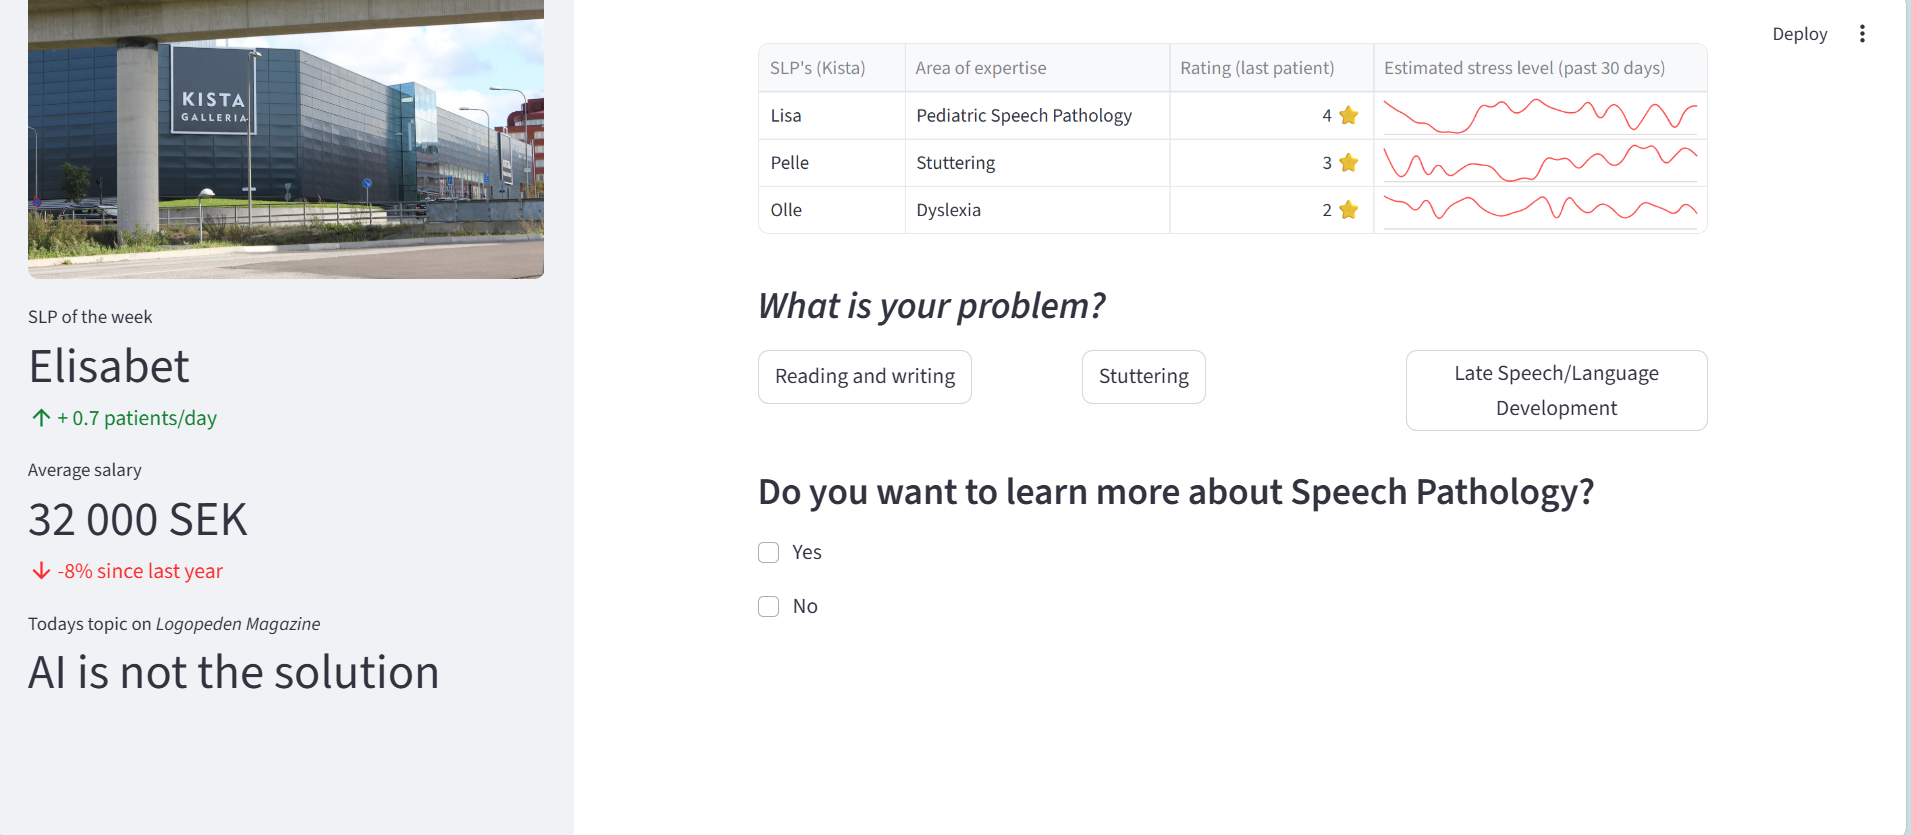 KISTA
GALLERIA
SLP of the week
Elisabet
+ 0.7 patients/day
Average salary
32 000 SEK
-8% since last year
Todays topic on Logopeden Magazine
AI is not the solution
Deploy
SLP's (Kista) Area of expertise Rating (last patient) Estimated stress level (past 30 days)
Lisa Pediatric Speech Pathology 4
Pelle Stuttering 3
Olle Dyslexia 2
What is your problem?
Reading and writing
Stuttering
Late Speech/Language
Development
Do you want to learn more about Speech Pathology?
Yes
No